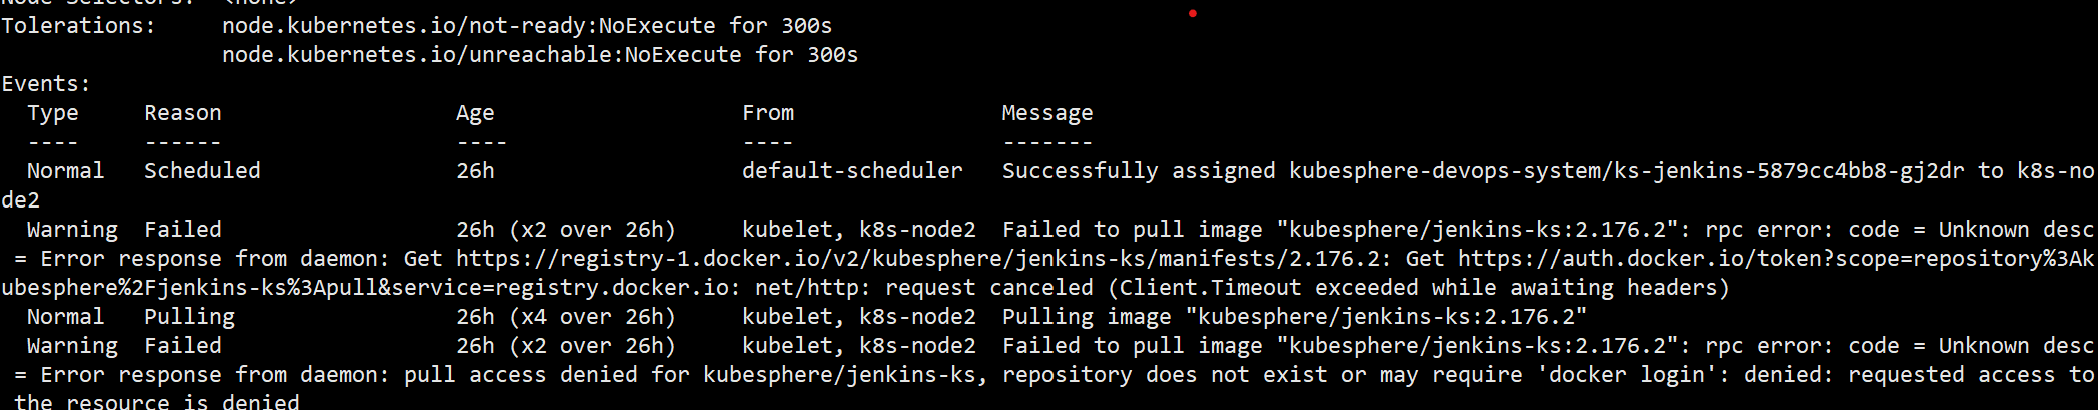 Node-Selectors:  <none>
Tolerations:     node.kubernetes.io/not-ready:NoExecute for 300s
                 node.kubernetes.io/unreachable:NoExecute for 300s
Events:
  Type     Reason                  Age                  From               Message
  ----     ------                  ----                 ----               -------
  Normal   Scheduled               26h                  default-scheduler  Successfully assigned kubesphere-devops-system/ks-jenkins-5879cc4bb8-gj2dr to k8s-no
de2
  Warning  Failed                  26h (x2 over 26h)     kubelet, k8s-node2  Failed to pull image "kubesphere/jenkins-ks:2.176.2": rpc error: code = Unknown desc
 = Error response from daemon: Get https://registry-1.docker.io/v2/kubesphere/jenkins-ks/manifests/2.176.2: Get https://auth.docker.io/token?scope=repository%3Ak
ubesphere%2Fjenkins-ks%3Apull&service=registry.docker.io: net/http: request canceled (Client.Timeout exceeded while awaiting headers)
  Normal   Pulling                 26h (x4 over 26h)     kubelet, k8s-node2  Pulling image "kubesphere/jenkins-ks:2.176.2"
  Warning  Failed                  26h (x2 over 26h)     kubelet, k8s-node2  Failed to pull image "kubesphere/jenkins-ks:2.176.2": rpc error: code = Unknown desc
 = Error response from daemon: pull access denied for kubesphere/jenkins-ks, repository does not exist or may require 'docker login': denied: requested access to
 the resource is denied